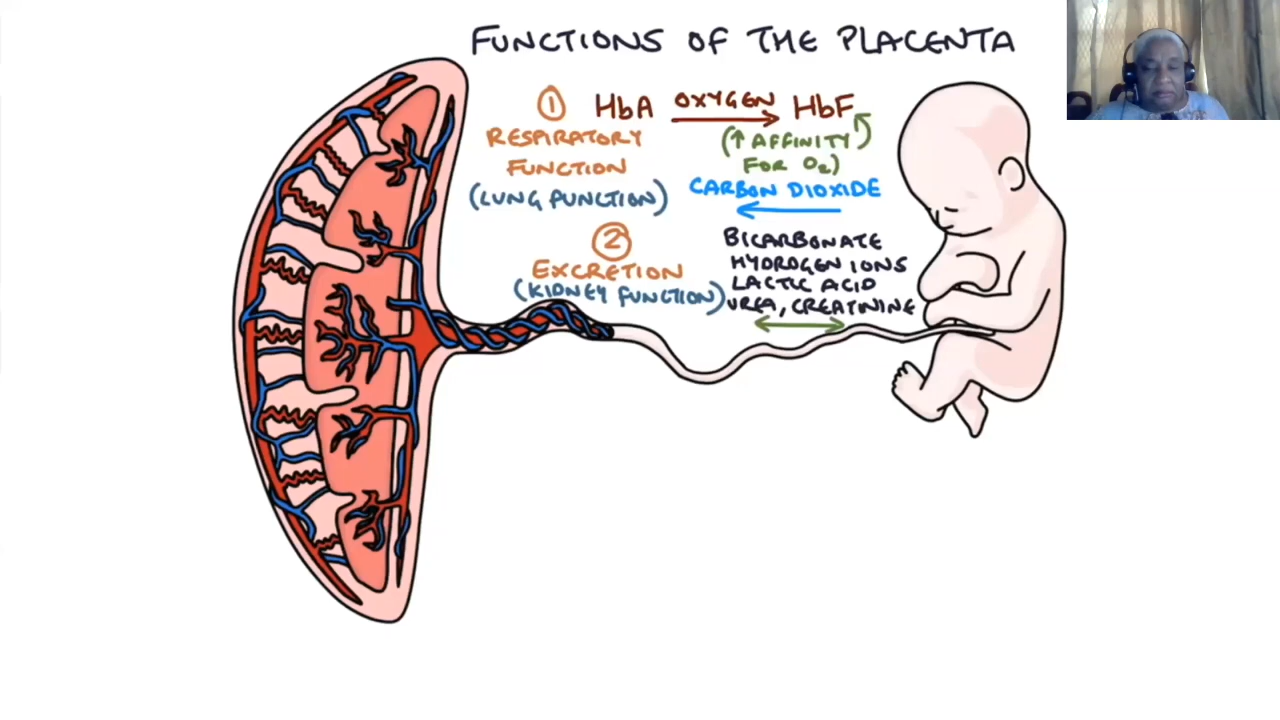 FUNCTIONS OF THE PLACENTA
① HbA OXYGEN HbF
RESPIRATORY
FUNCTION
(LUNG FUNCTION)
(↑ AFFINITY
FOR O₂)
CARBON DIOXIDE
②
EXCRETION
(KIDNEY FUNCTION)
BICARBONATE
HYDROGEN IONS
LACTIC ACID
UREA, CREATININE